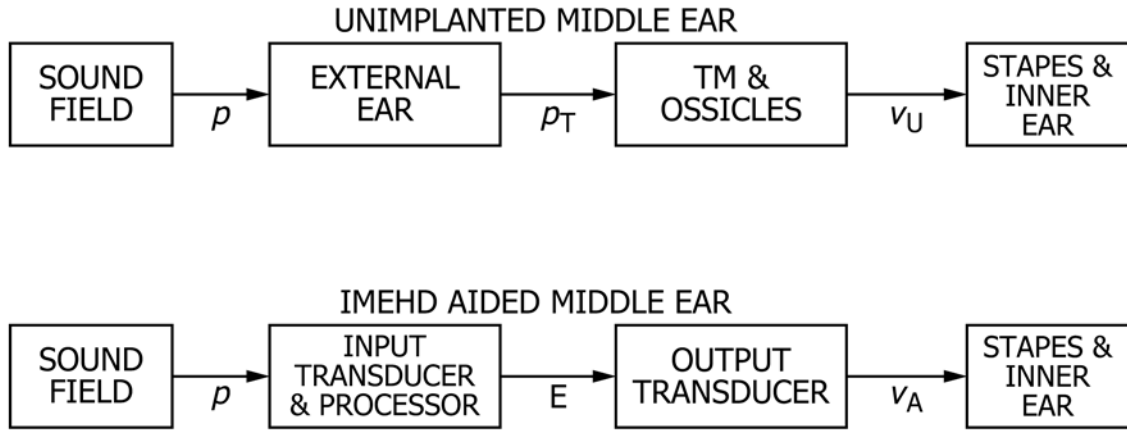 UNIMPLANTED MIDDLE EAR
SOUND
FIELD
p
EXTERNAL
EAR
pT
TM &
OSSICLES
vU
STAPES &
INNER
EAR
IMEHD AIDED MIDDLE EAR
SOUND
FIELD
p
INPUT
TRANSDUCER
& PROCESSOR
E
OUTPUT
TRANSDUCER
vA
STAPES &
INNER
EAR